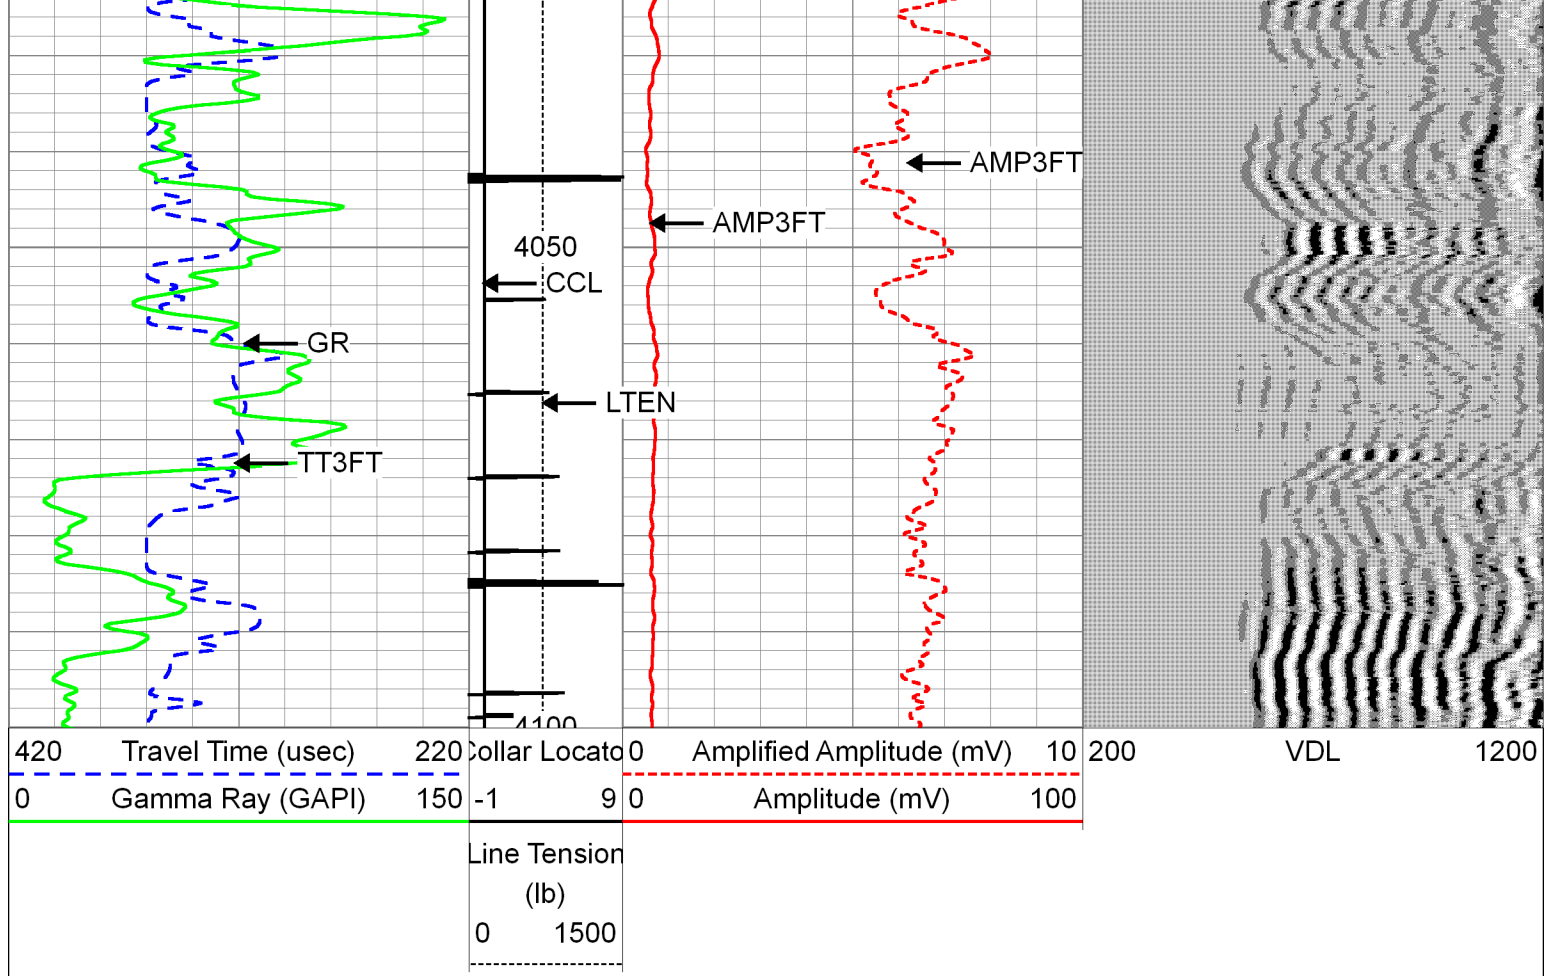 AMP3FT
AMP3FT
4050
CCL
GR
LTEN
TT3FT
4100
420 Travel Time (usec) 220
Collar Locato
0 Amplified Amplitude (mV) 10
200 VDL 1200
0 Gamma Ray (GAPI) 150
-1 9
0 Amplitude (mV) 100
Line Tension
(lb)
0 1500